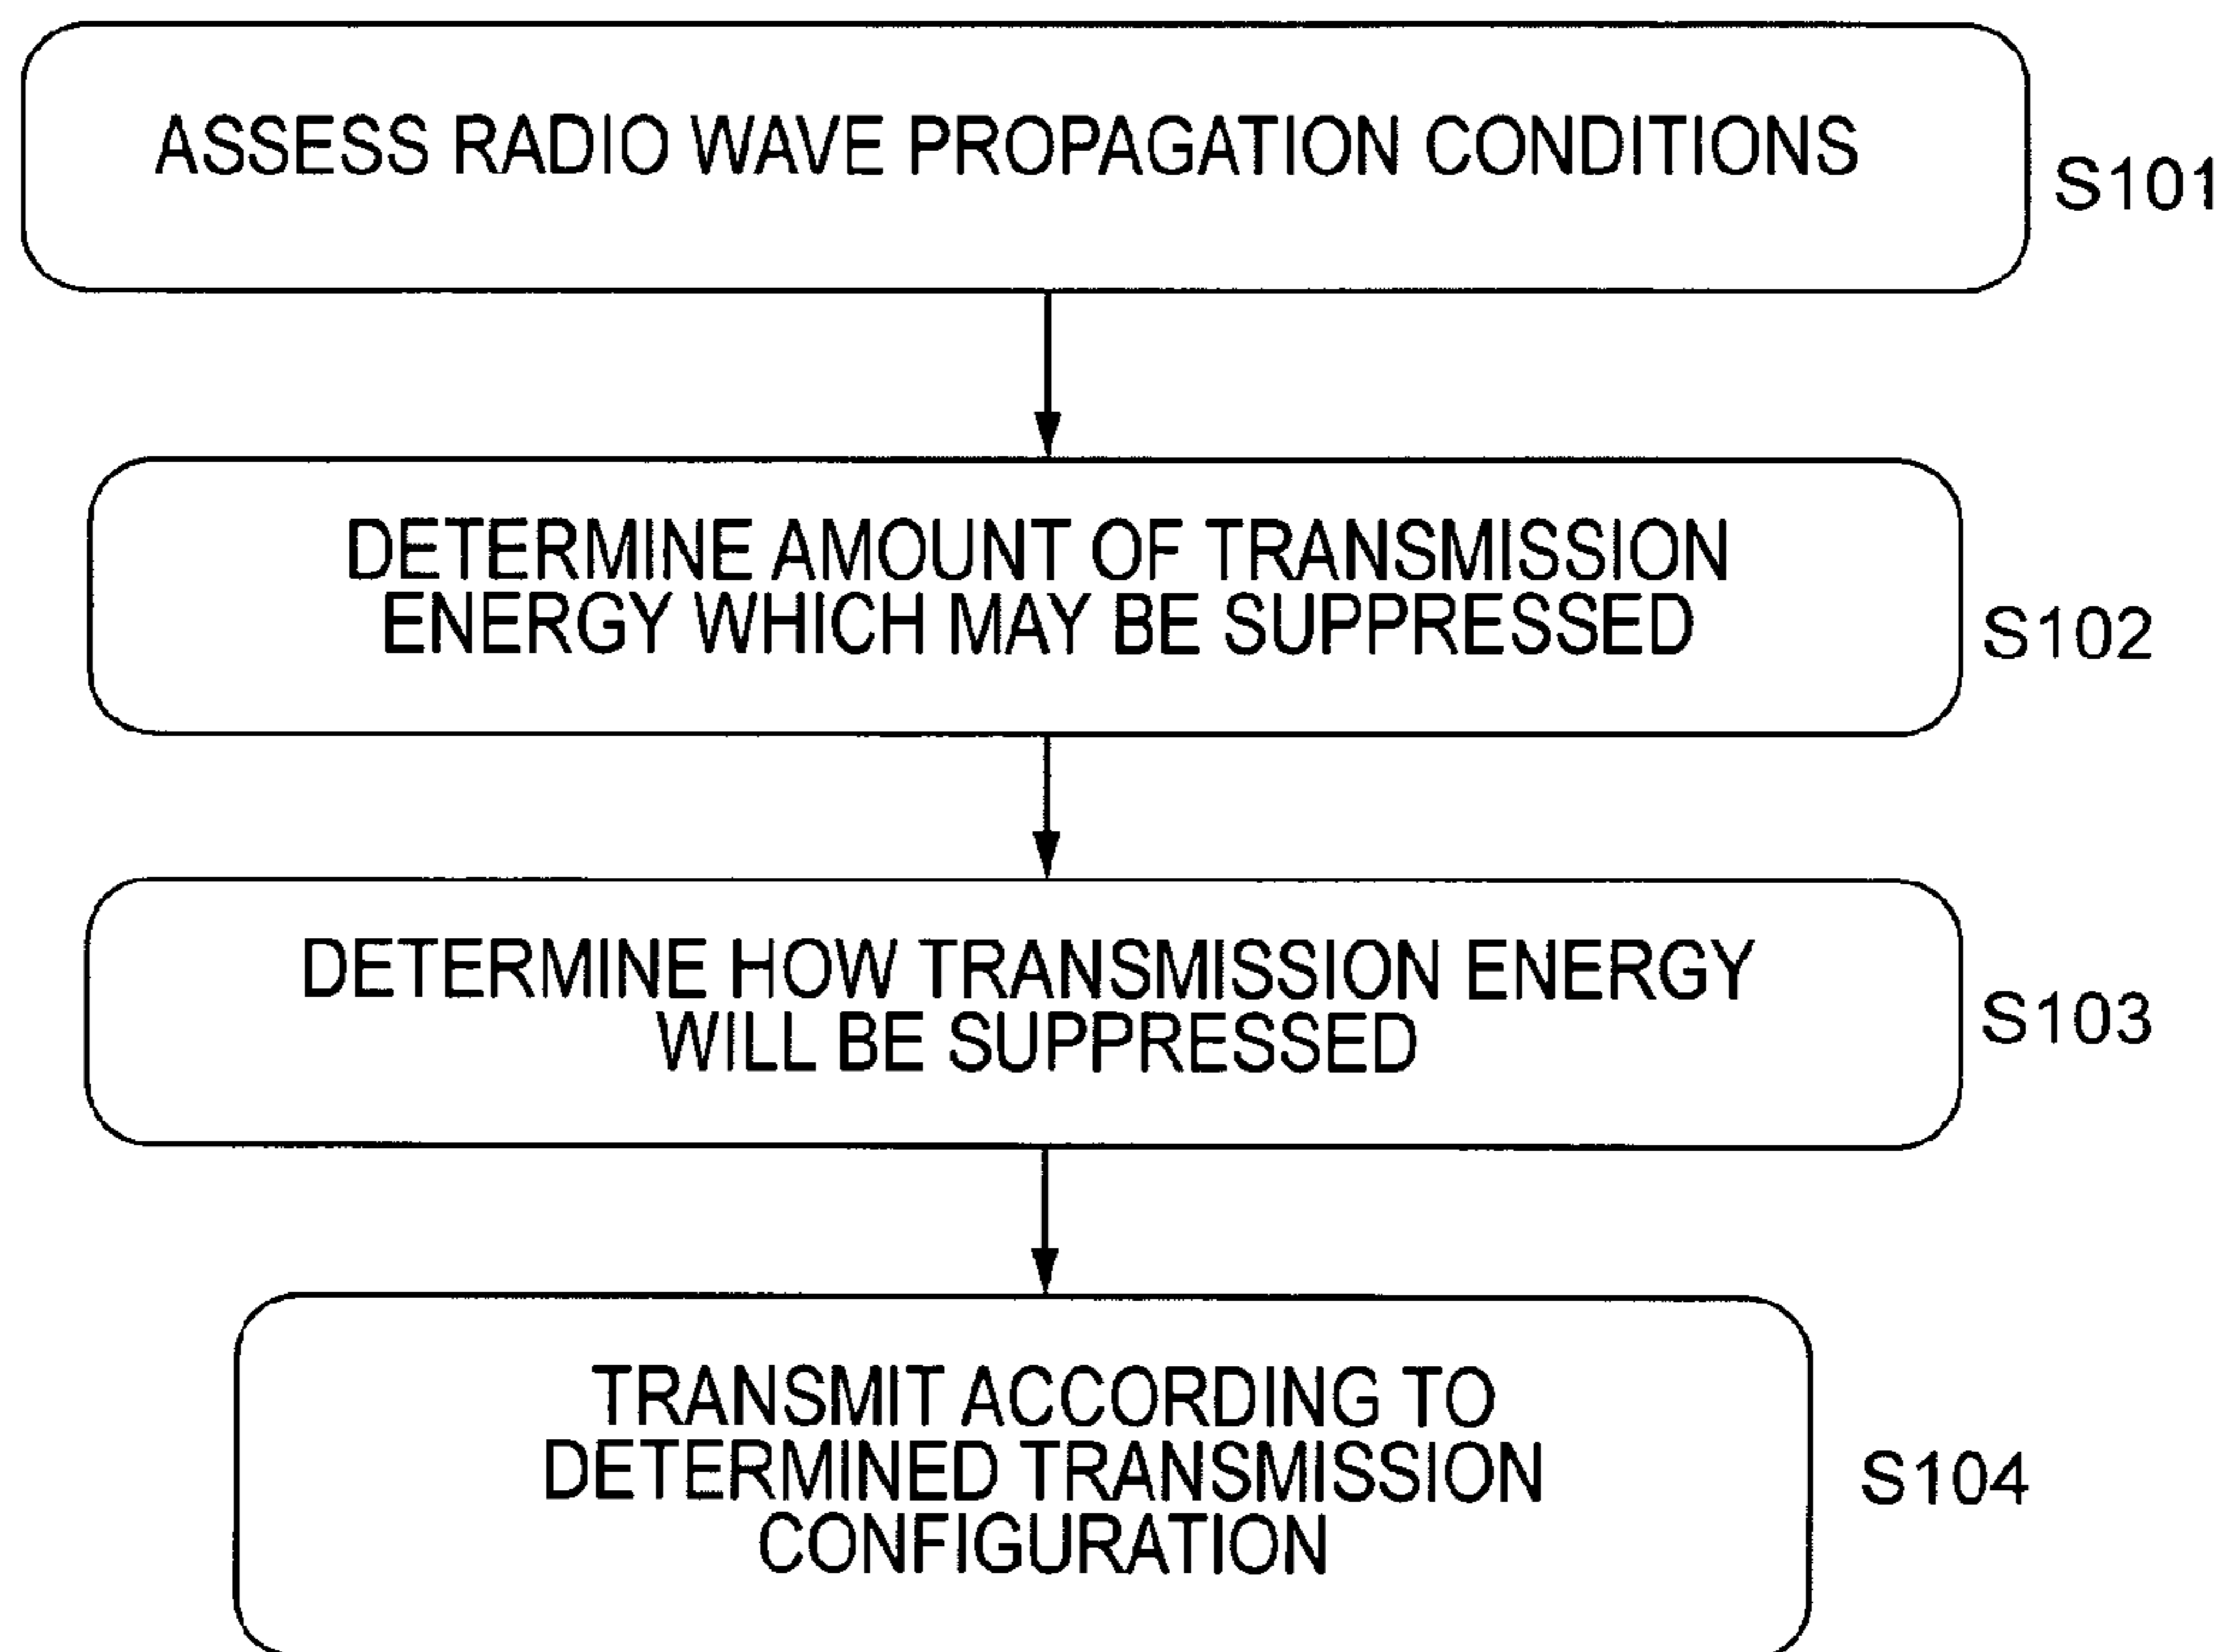 ASSESS RADIO WAVE PROPAGATION CONDITIONS
S101
DETERMINE AMOUNT OF TRANSMISSION
ENERGY WHICH MAY BE SUPPRESSED
S102
DETERMINE HOW TRANSMISSION ENERGY
WILL BE SUPPRESSED
S103
TRANSMIT ACCORDING TO
DETERMINED TRANSMISSION
CONFIGURATION
S104